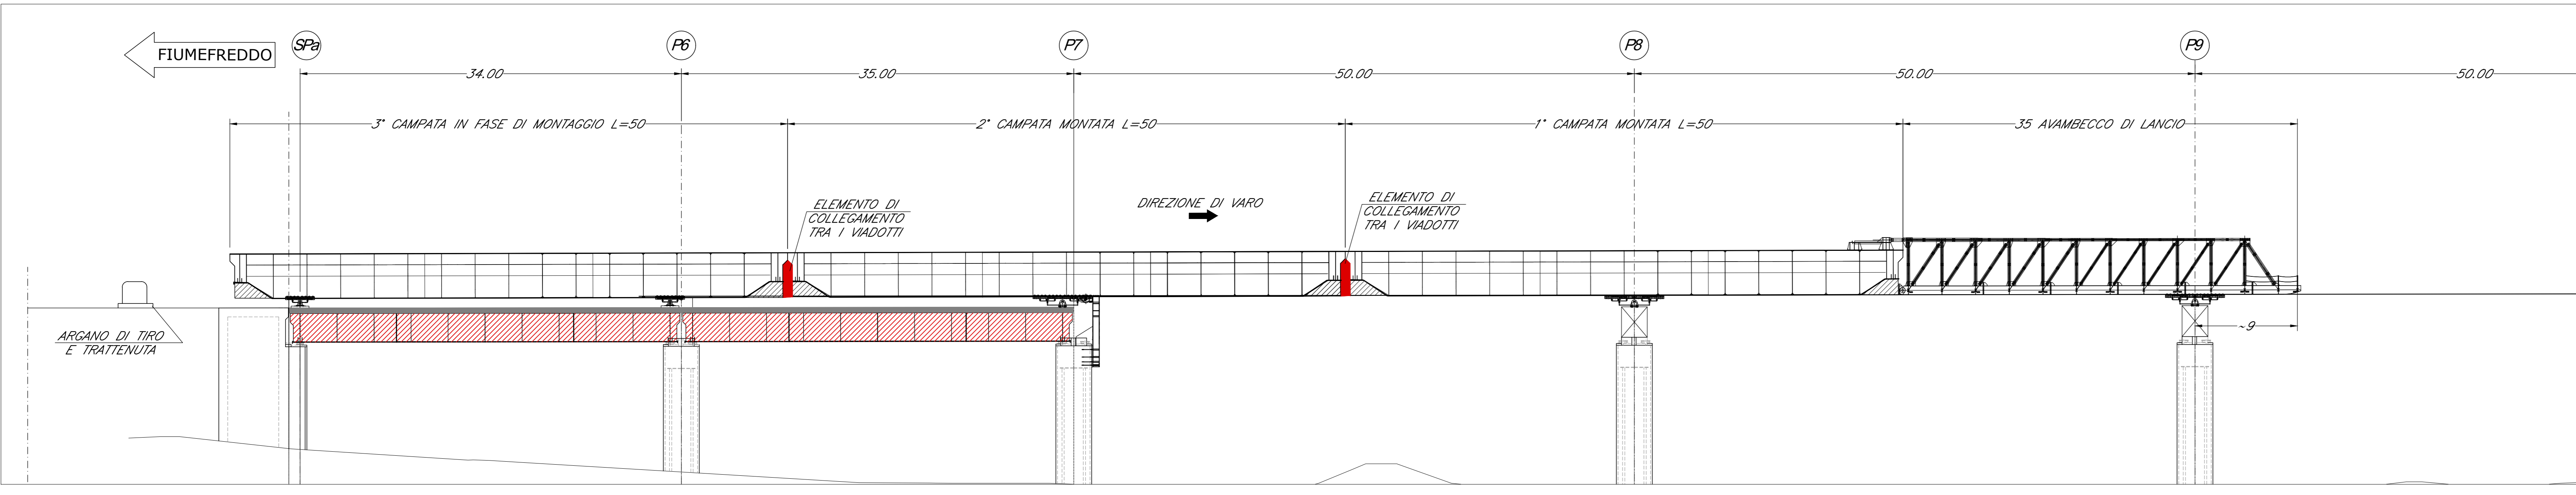 FIUMEFREDDO
SPa
P6
P7
P8
P9
34.00
35.00
50.00
50.00
50.00
3° CAMPATA IN FASE DI MONTAGGIO L=50
2° CAMPATA MONTATA L=50
1° CAMPATA MONTATA L=50
35 AVAMBECCO DI LANCIO
ELEMENTO DI
COLLEGAMENTO
TRA I VIADOTTI
DIREZIONE DI VARO
ELEMENTO DI
COLLEGAMENTO
TRA I VIADOTTI
ARGANO DI TIRO
E TRATTENUTA
~9